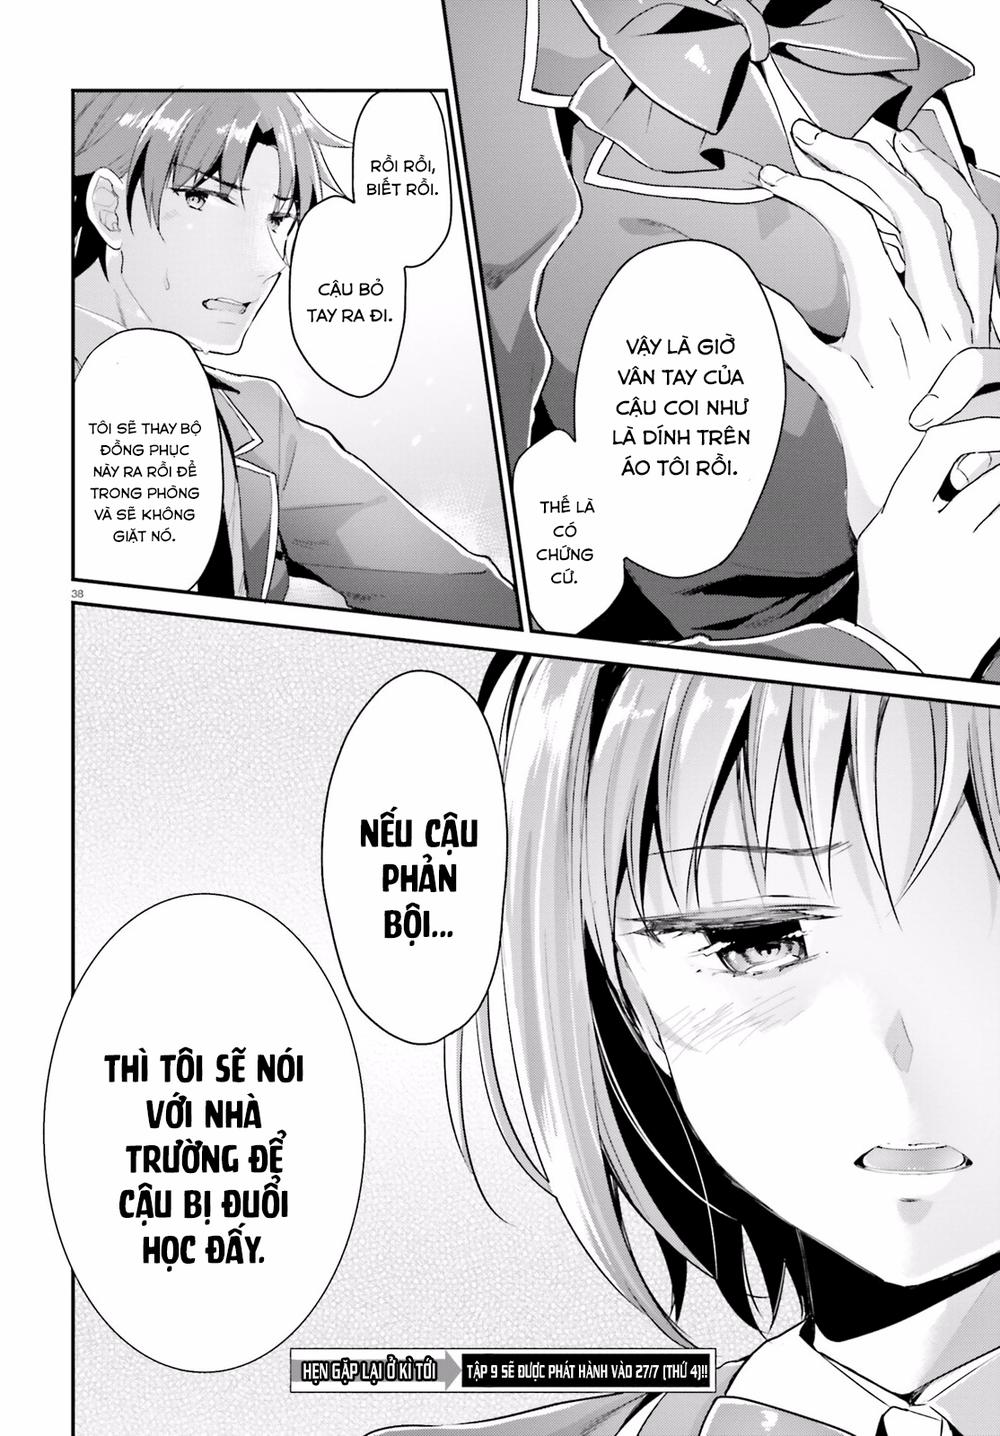 VẬY LÀ GIỜ
VÂN TAY CỦA
CẬU COI NHƯ
LÀ DÍNH TRÊN
ÁO TÔI RỒI.
THẾ LÀ
CÓ
CHỨNG
CỨ.
RỒI RỒI,
BIẾT RỒI.
CẬU BỎ
TAY RA ĐI.
TÔI SẼ THAY BỘ
ĐỒNG PHỤC
NÀY RA RỒI ĐỂ
TRONG PHÒNG
VÀ SẼ KHÔNG
GIẶT NÓ.
38
NẾU CẬU
PHẢN
BỘI...
THÌ TÔI SẼ NÓI
VỚI NHÀ
TRƯỜNG ĐỂ
CẬU BỊ ĐUỔI
HỌC ĐẤY.
HẸN GẶP LẠI Ở KÌ TỚI
TẬP 9 SẼ ĐƯỢC PHÁT HÀNH VÀO 27/7 (THỨ 4)!!